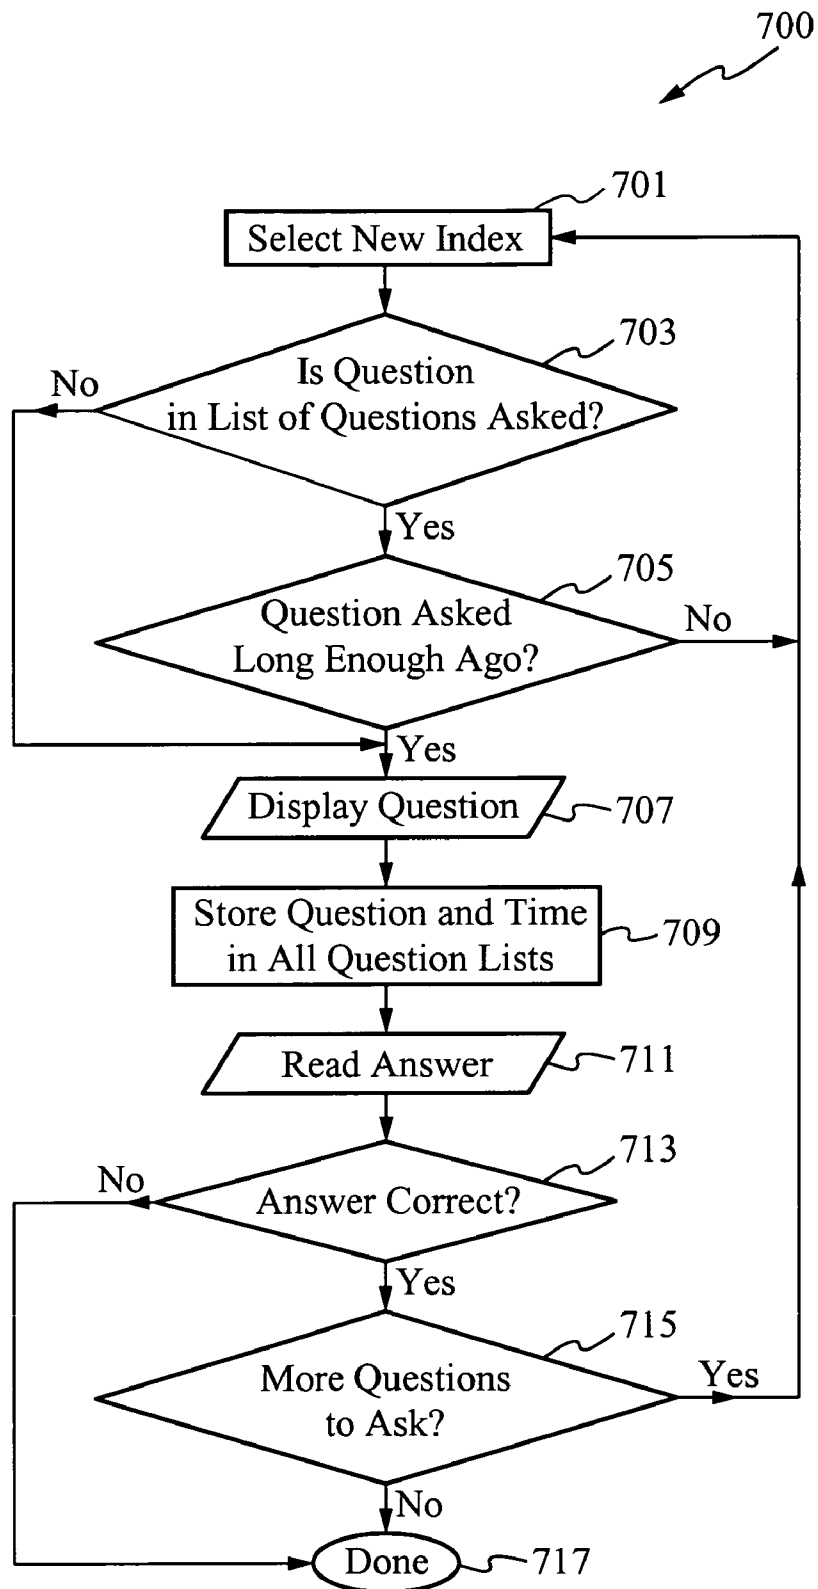 700
701
Select New Index
703
Is Question
in List of Questions Asked?
No
Yes
705
Question Asked
Long Enough Ago?
No
Yes
Display Question
707
Store Question and Time
in All Question Lists
709
Read Answer
711
713
No
Answer Correct?
Yes
715
More Questions
to Ask?
Yes
No
Done
717